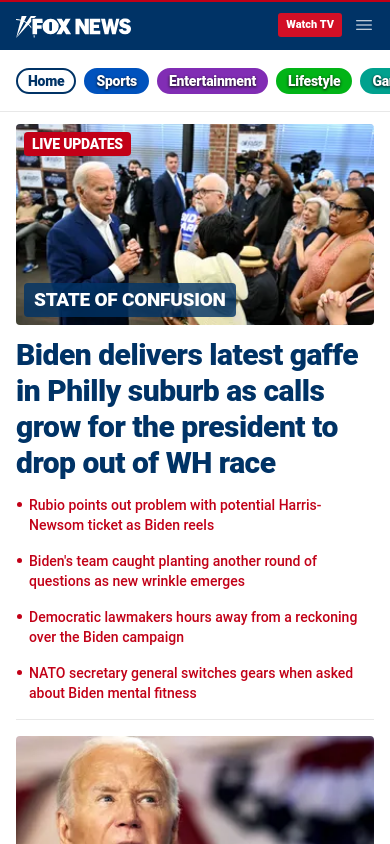 FOX NEWS
Watch TV
Home
Sports
Entertainment
Lifestyle
LIVE UPDATES
STATE OF CONFUSION
Biden delivers latest gaffe
in Philly suburb as calls
grow for the president to
drop out of WH race
• Rubio points out problem with potential Harris-
Newsom ticket as Biden reels
• Biden's team caught planting another round of
questions as new wrinkle emerges
• Democratic lawmakers hours away from a reckoning
over the Biden campaign
• NATO secretary general switches gears when asked
about Biden mental fitness